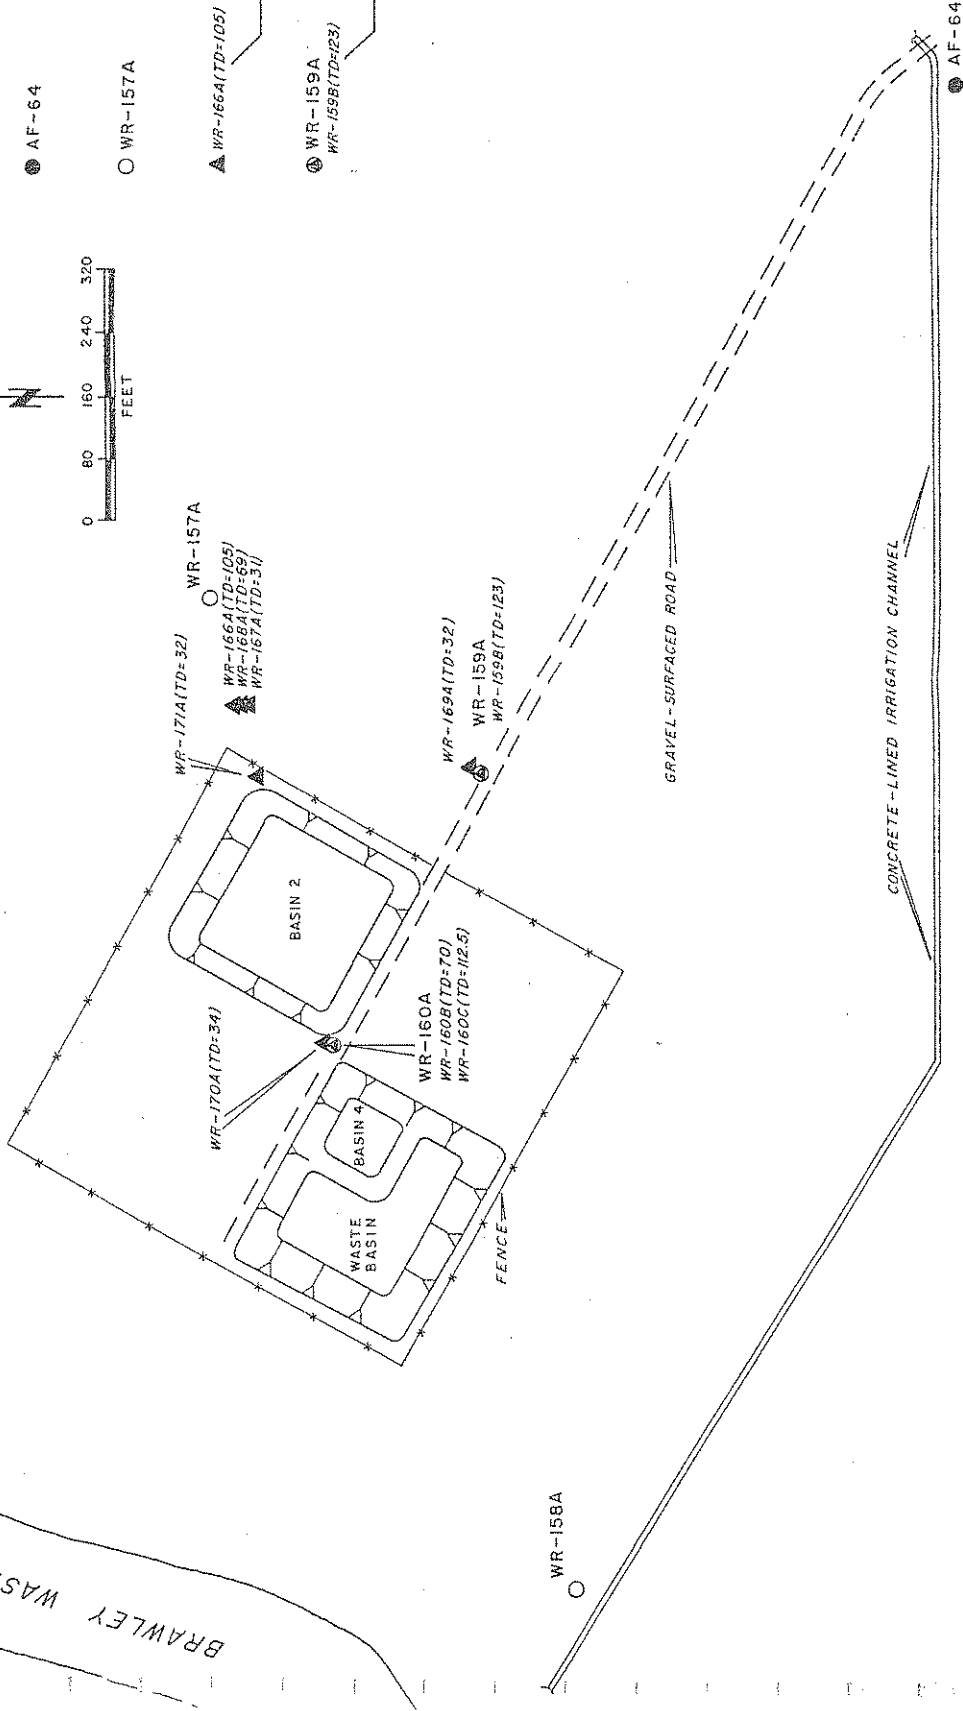 BRAWLEY WAS
N
0 80 160 240 320
FEET
AF-64
WR-157A
WR-166A(TD=105)
WR-159A
WR-159B(TD=123)
WR-171A(TD=32)
WR-157A
WR-166A(TD=105)
WR-168A(TD=69)
WR-167A(TD=31)
WR-170A(TD=34)
BASIN 2
WR-169A(TD=32)
WR-159A
WR-159B(TD=123)
WR-160A
WR-160B(TD=70)
WR-160C(TD=112.5)
BASIN 4
WASTE
BASIN
FENCE
WR-158A
GRAVEL-SURFACED ROAD
CONCRETE-LINED IRRIGATION CHANNEL
AF-64